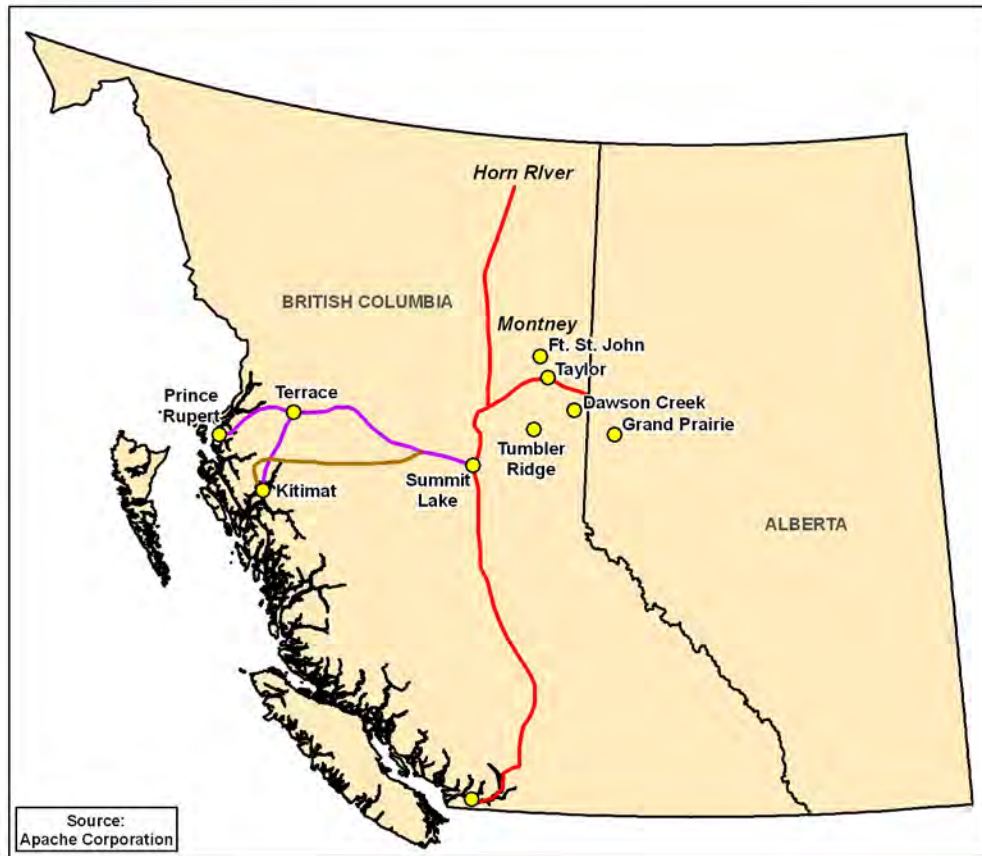 Horn RIver
BRITISH COLUMBIA
Montney
Ft. St. John
Taylor
Prince
Rupert
Terrace
Dawson Creek
Grand Prairie
Tumbler
Ridge
Summit
Lake
Kitimat
ALBERTA
Source:
Apache Corporation